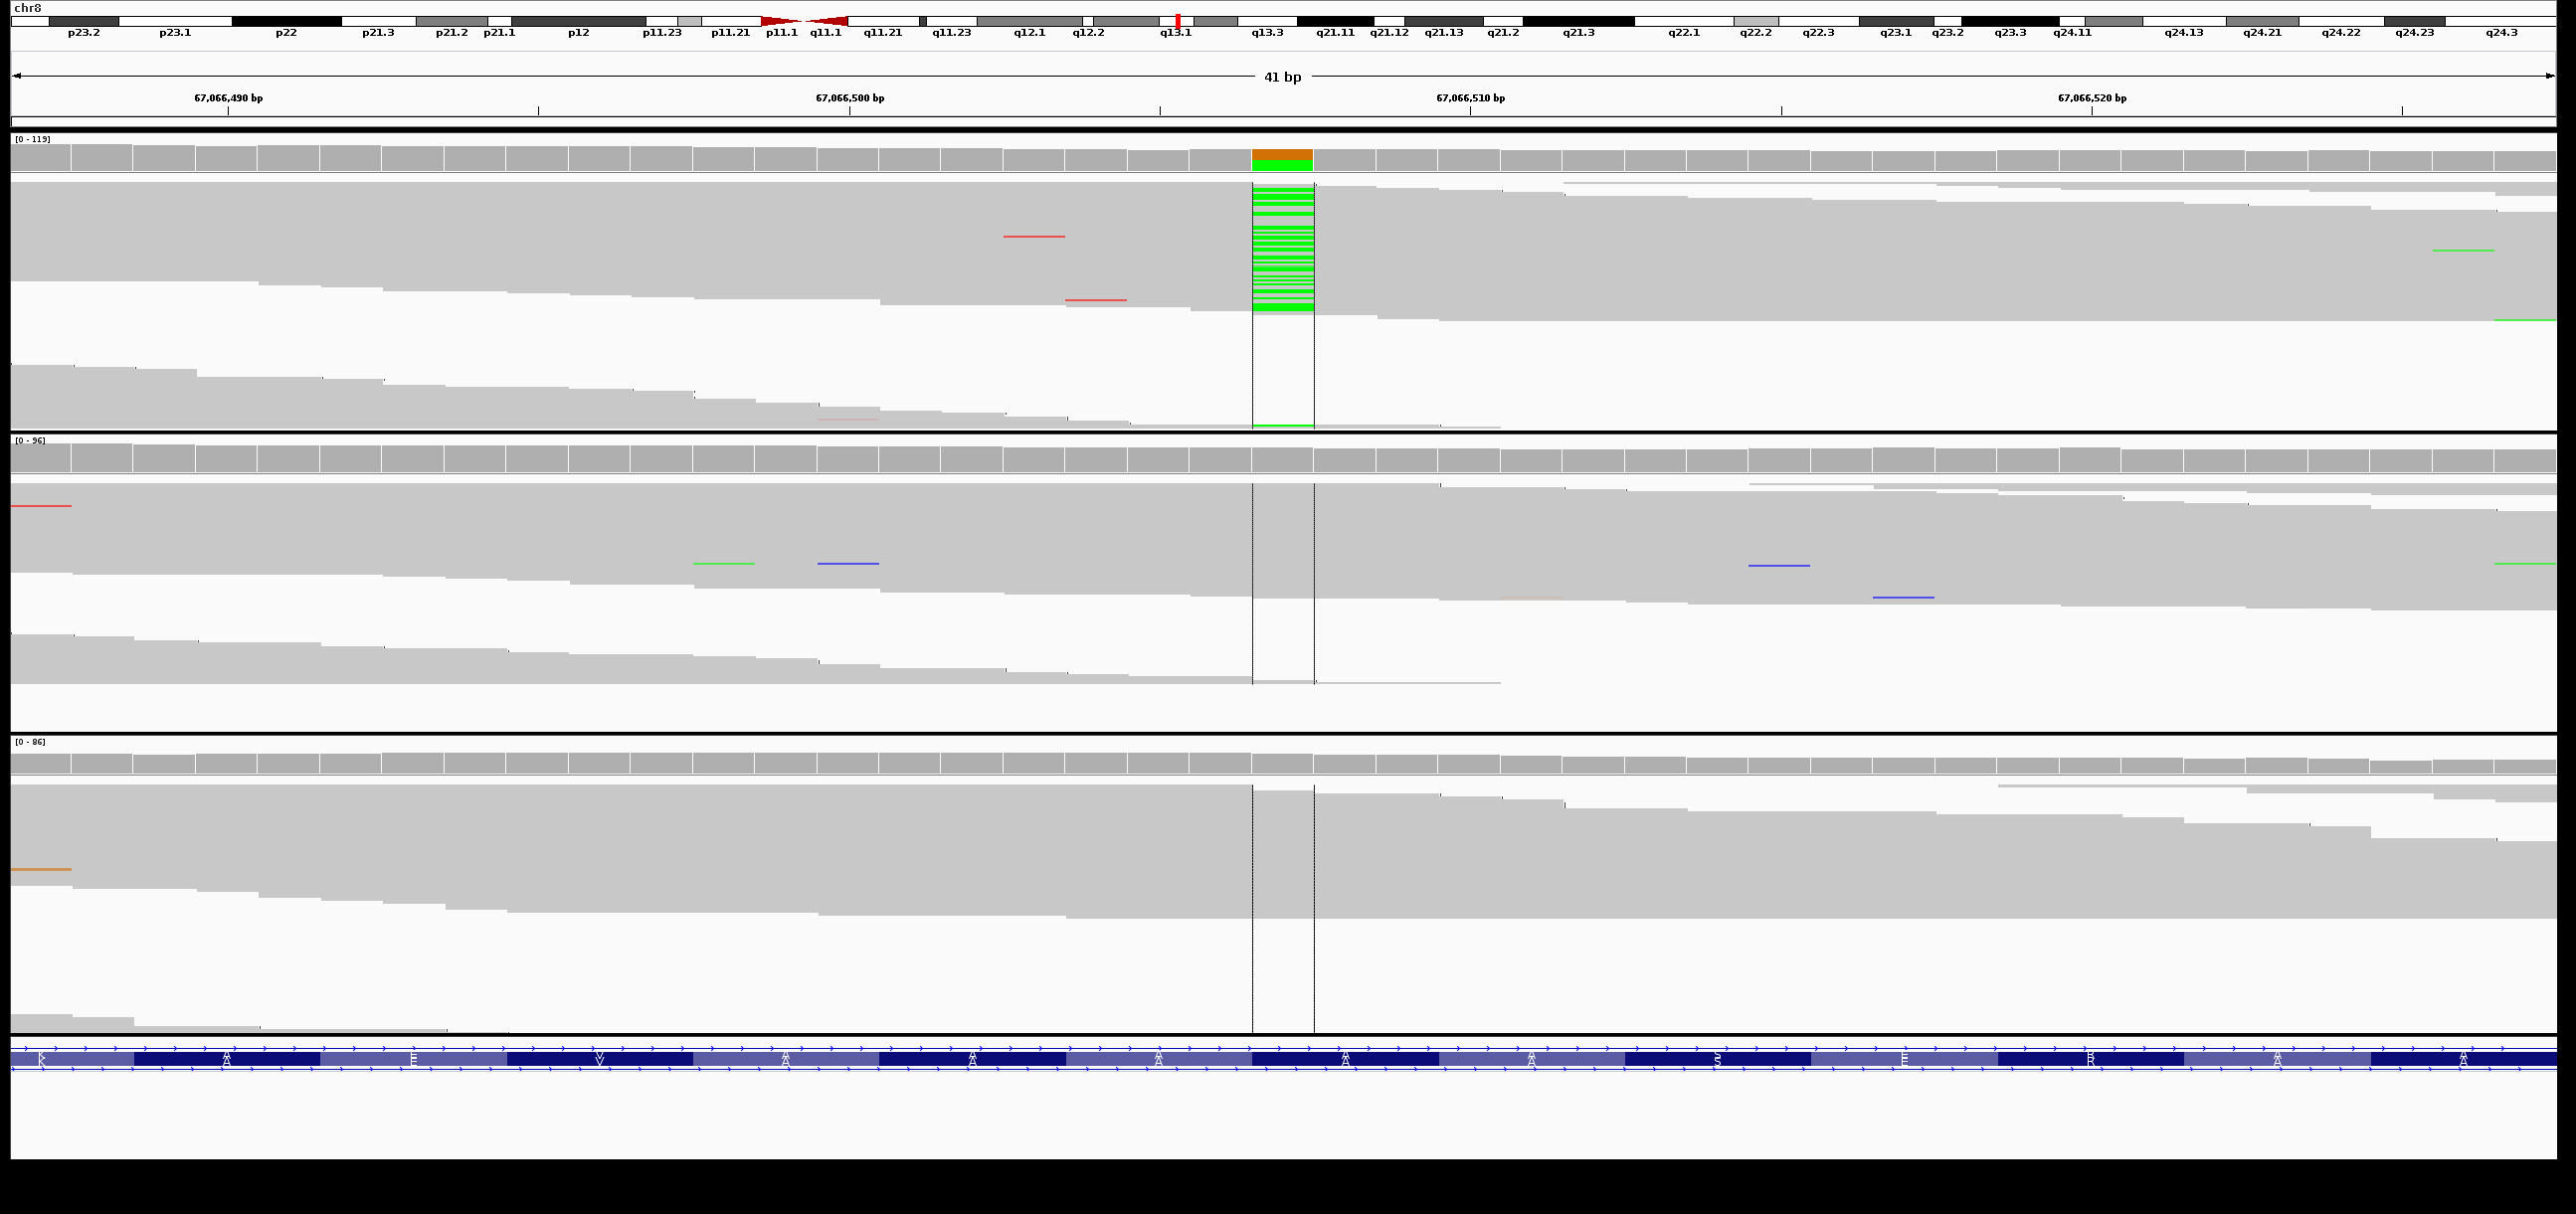 chr8
p23.2 p23.1 p22 p21.3 p21.2 p21.1 p12 p11.23 p11.21 p11.1 q11.1 q11.21 q11.23 q12.1 q12.2 q13.1 q13.3 q21.11 q21.12 q21.13 q21.2 q21.3 q22.1 q22.2 q22.3 q23.1 q23.2 q23.3 q24.11 q24.13 q24.21 q24.22 q24.23 q24.3
41 bp
67,066,490 bp 67,066,500 bp 67,066,510 bp 67,066,520 bp
[0 - 119]
[0 - 96]
[0 - 86]
K A E V A A A A A S E R A A
K A E V A A A A A S E R A A